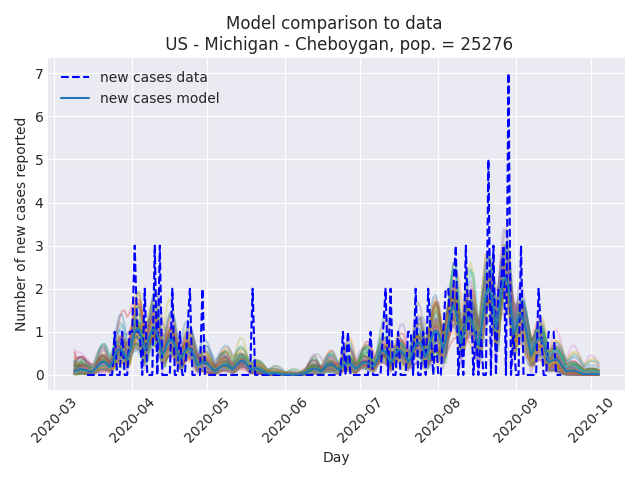 Model comparison to data
US - Michigan - Cheboygan, pop. = 25276
new cases data
new cases model
Number of new cases reported
7
6
5
4
3
2
1
0
2020-03
2020-04
2020-05
2020-06
2020-07
2020-08
2020-09
2020-10
Day